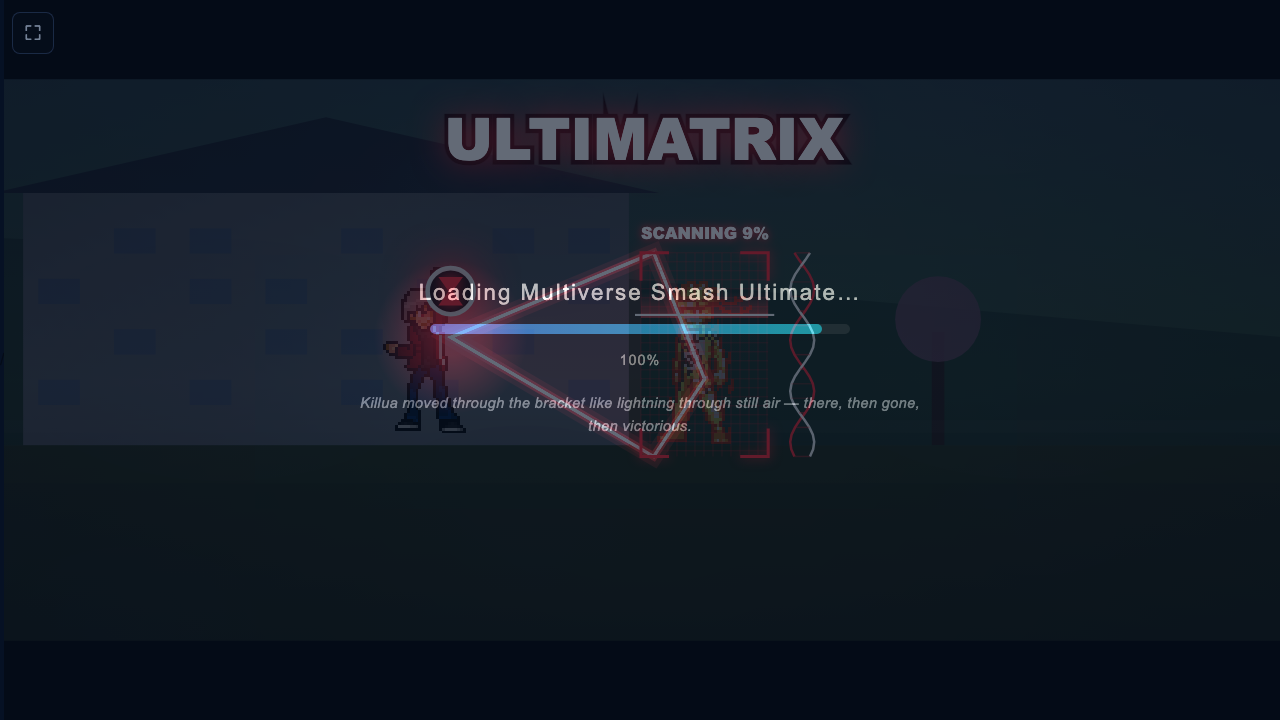 ULTIMATRIX
SCANNING 9%
Loading Multiverse Smash Ultimate...
100%
Killua moved through the bracket like lightning through still air — there, then gone,
then victorious.